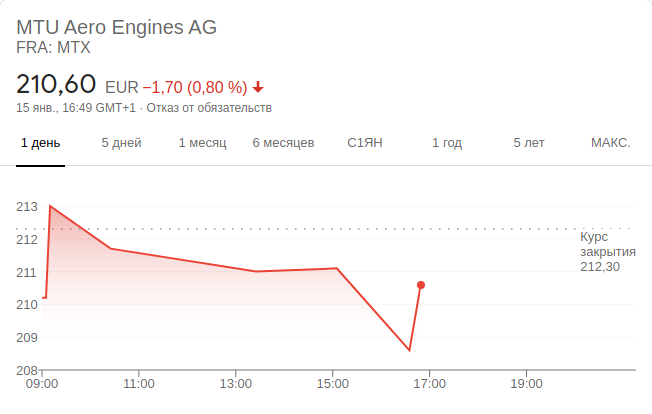 MTU Aero Engines AG
FRA: MTX
210,60 EUR −1,70 (0,80 %)
15 янв., 16:49 GMT+1 · Отказ от обязательств
1 день 5 дней 1 месяц 6 месяцев С1ЯН 1 год 5 лет МАКС.
213
212
211
210
209
208
Курс
закрытия
212,30
09:00 11:00 13:00 15:00 17:00 19:00